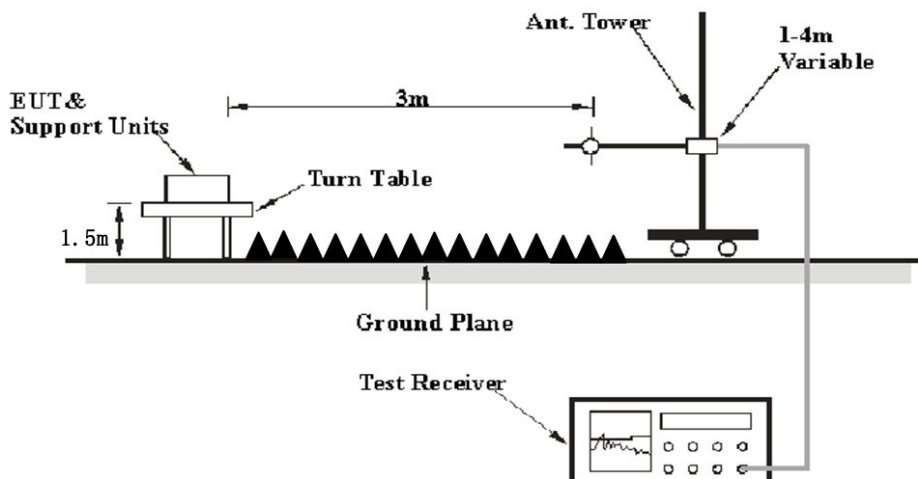 Ant. Tower
1-4m
Variable
EUT &
Support Units
3m
Turn Table
1.5m
Ground Plane
Test Receiver